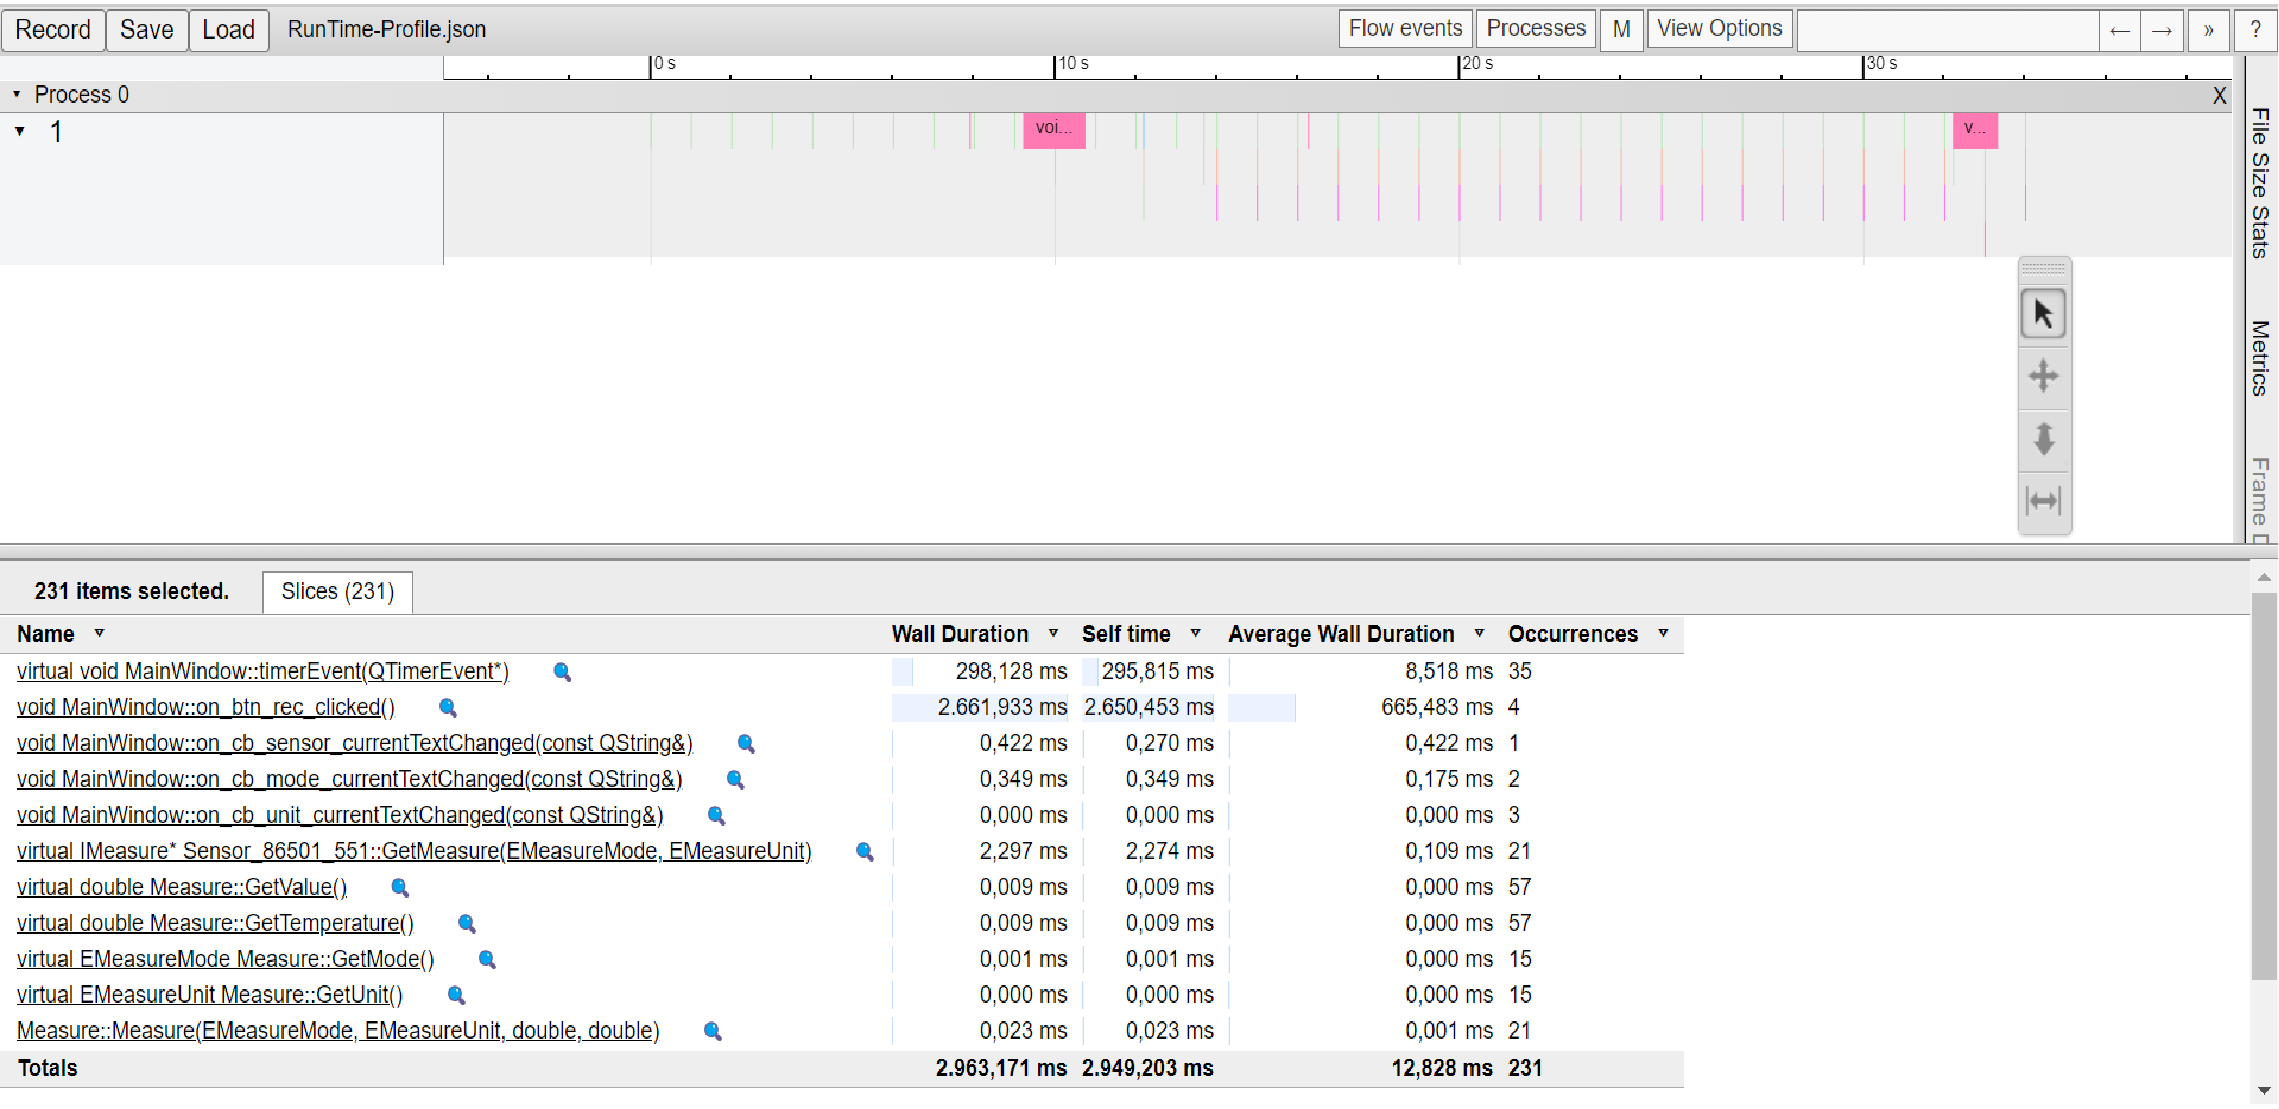 Record Save Load RunTime-Profile.json Flow events Processes M View Options ← → » ?
0 s 10 s 20 s 30 s
Process 0 X
1 voi... v...
File Size Stats
Metrics
Frame D
231 items selected. Slices (231)
Name Wall Duration Self time Average Wall Duration Occurrences
virtual void MainWindow::timerEvent(QTimerEvent*) 298,128 ms 295,815 ms 8,518 ms 35
void MainWindow::on_btn_rec_clicked() 2.661,933 ms 2.650,453 ms 665,483 ms 4
void MainWindow::on_cb_sensor_currentTextChanged(const QString&) 0,422 ms 0,270 ms 0,422 ms 1
void MainWindow::on_cb_mode_currentTextChanged(const QString&) 0,349 ms 0,349 ms 0,175 ms 2
void MainWindow::on_cb_unit_currentTextChanged(const QString&) 0,000 ms 0,000 ms 0,000 ms 3
virtual IMeasure* Sensor_86501_551::GetMeasure(EMeasureMode, EMeasureUnit) 2,297 ms 2,274 ms 0,109 ms 21
virtual double Measure::GetValue() 0,009 ms 0,009 ms 0,000 ms 57
virtual double Measure::GetTemperature() 0,009 ms 0,009 ms 0,000 ms 57
virtual EMeasureMode Measure::GetMode() 0,001 ms 0,001 ms 0,000 ms 15
virtual EMeasureUnit Measure::GetUnit() 0,000 ms 0,000 ms 0,000 ms 15
Measure::Measure(EMeasureMode, EMeasureUnit, double, double) 0,023 ms 0,023 ms 0,001 ms 21
Totals 2.963,171 ms 2.949,203 ms 12,828 ms 231